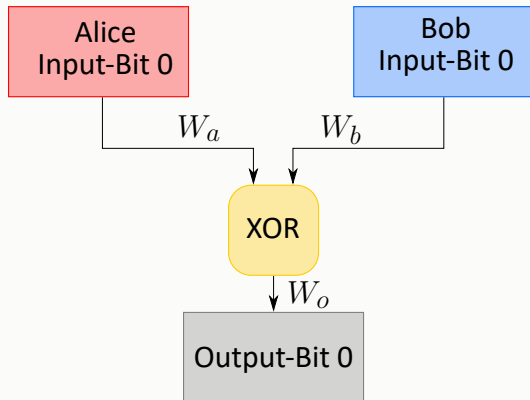 Alice
Input-Bit 0
Bob
Input-Bit 0
W_a
W_b
XOR
W_o
Output-Bit 0